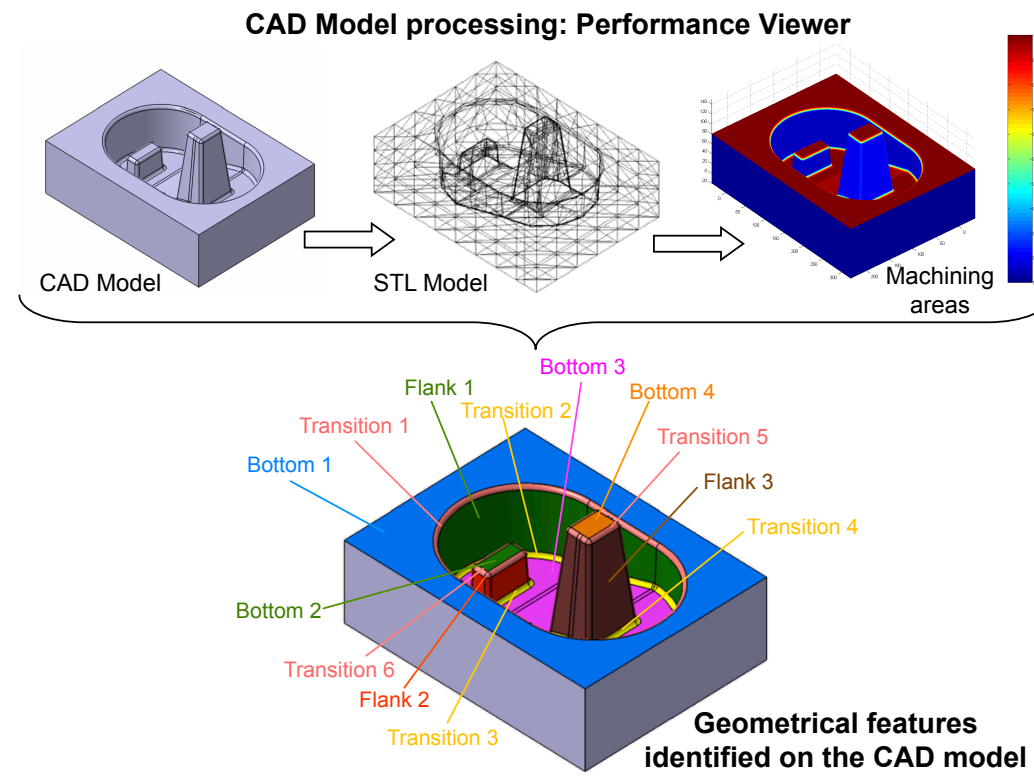 CAD Model processing: Performance Viewer
CAD Model
STL Model
Machining
areas
Bottom 3
Flank 1
Bottom 4
Transition 2
Transition 1
Transition 5
Bottom 1
Flank 3
Transition 4
Bottom 2
Transition 6
Flank 2
Transition 3
Geometrical features
identified on the CAD model